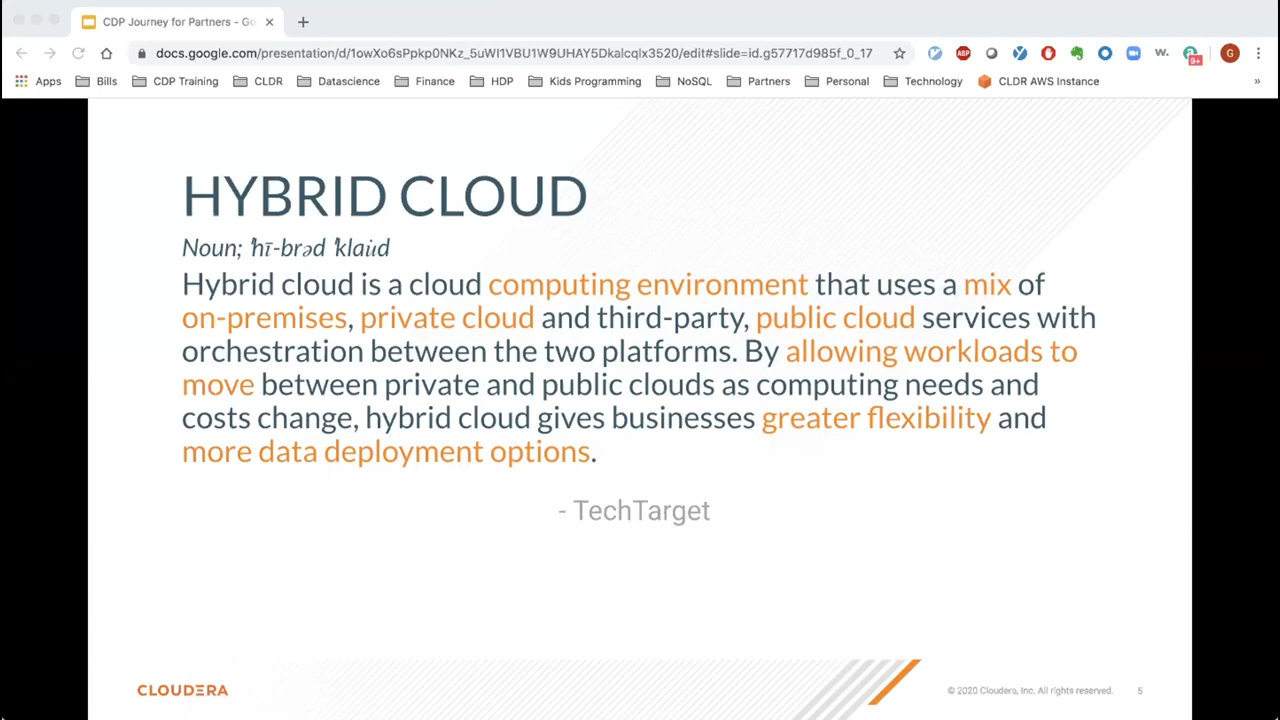 CDP Journey for Partners - Go
docs.google.com/presentation/d/1owXo6sPpkp0NKz_5uWl1VBU1W9UHAY5Dkalcqlx3520/edit#slide=id.g57717d985f_0_17
ABP
w.
9+
G
Apps
Bills
CDP Training
CLDR
Datascience
Finance
HDP
Kids Programming
NoSQL
Partners
Personal
Technology
CLDR AWS Instance
»
HYBRID CLOUD
Noun; 'hī-brəd 'klau̇d
Hybrid cloud is a cloud computing environment that uses a mix of
on-premises, private cloud and third-party, public cloud services with
orchestration between the two platforms. By allowing workloads to
move between private and public clouds as computing needs and
costs change, hybrid cloud gives businesses greater flexibility and
more data deployment options.
- TechTarget
CLOUDERA
© 2020 Cloudera, Inc. All rights reserved.
5